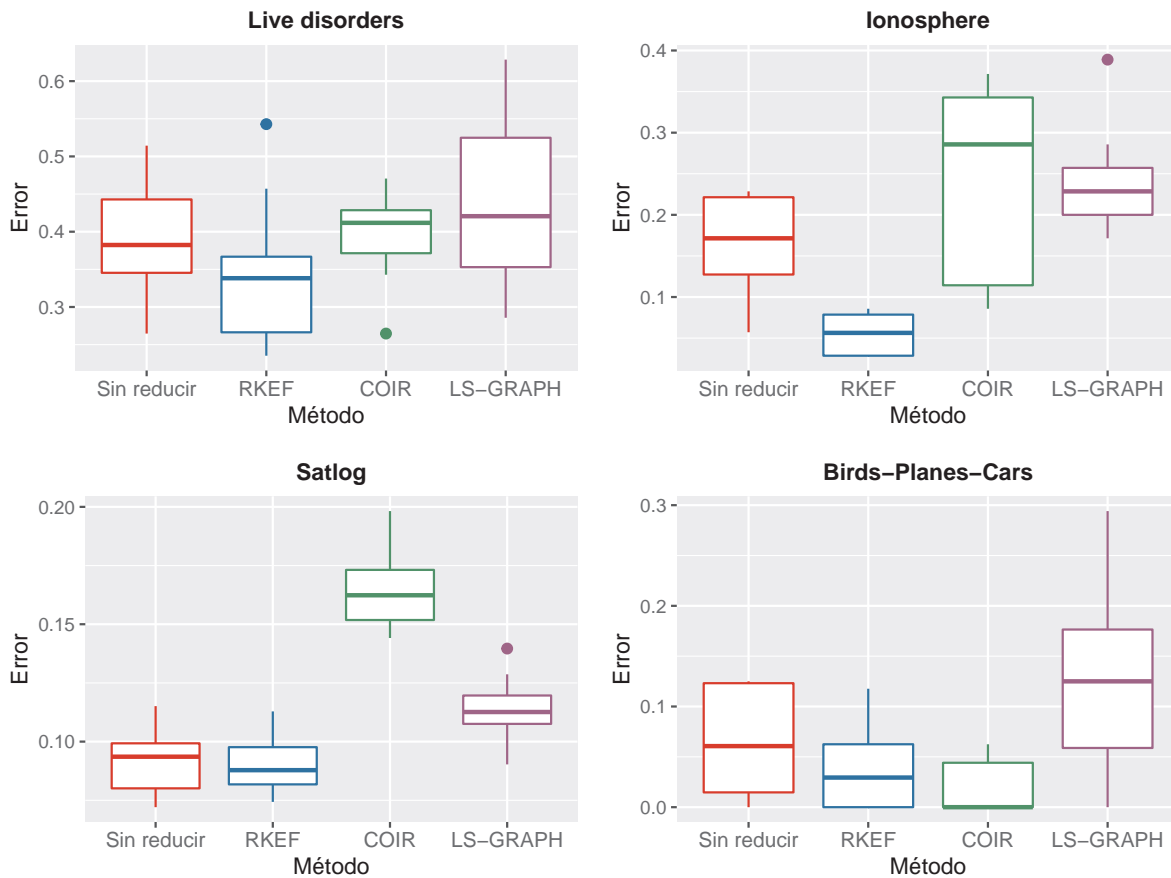 Live disorders
0.6
0.5
0.4
0.3
Error
Sin reducir RKEF COIR LS−GRAPH
Método
Ionosphere
0.4
0.3
0.2
0.1
Error
Sin reducir RKEF COIR LS−GRAPH
Método
Satlog
0.20
0.15
0.10
Error
Sin reducir RKEF COIR LS−GRAPH
Método
Birds−Planes−Cars
0.3
0.2
0.1
0.0
Error
Sin reducir RKEF COIR LS−GRAPH
Método